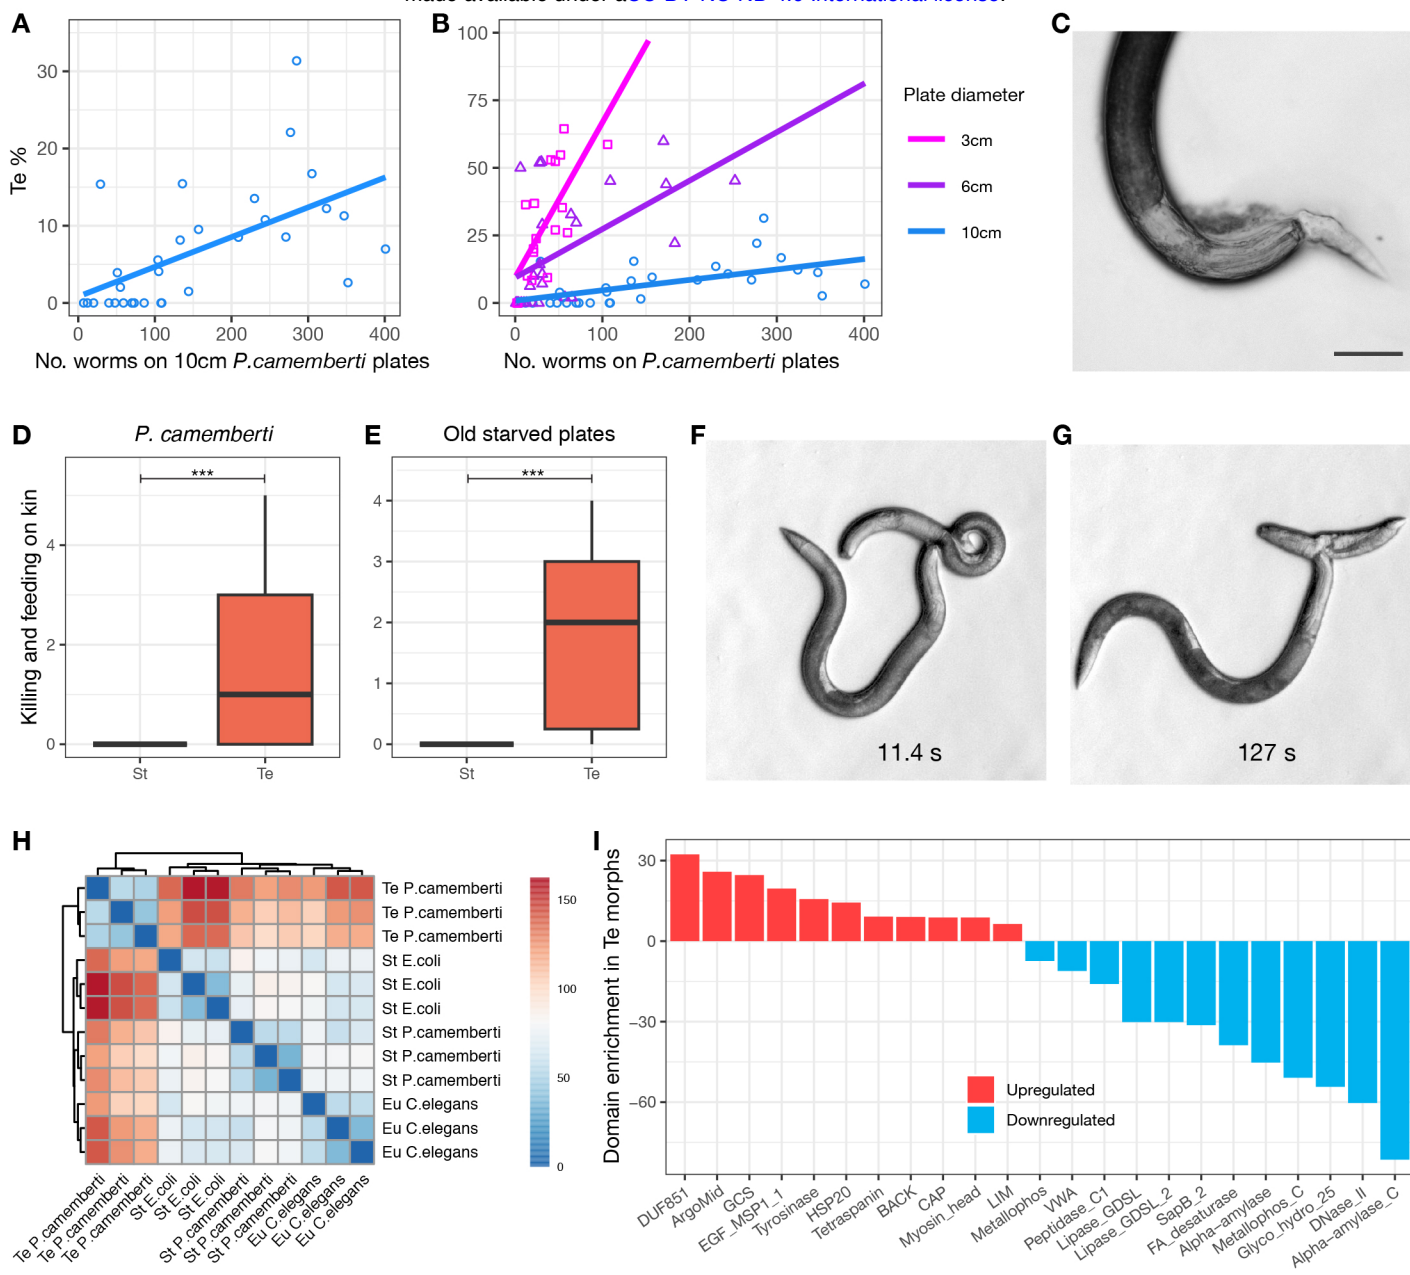 A
B
C
Te %
30
20
10
0
0
100
200
300
400
No. worms on 10cm P.camemberti plates
100
75
50
25
0
0
100
200
300
400
No. worms on P.camemberti plates
Plate diameter
3cm
6cm
10cm
D
P. camemberti
Killing and feeding on kin
4
2
0
***
St
Te
E
Old starved plates
4
3
2
1
0
***
St
Te
F
11.4 s
G
127 s
H
Te P.camemberti
Te P.camemberti
Te P.camemberti
St E.coli
St E.coli
St E.coli
St P.camemberti
St P.camemberti
St P.camemberti
Eu C.elegans
Eu C.elegans
Eu C.elegans
Te P.camemberti
Te P.camemberti
Te P.camemberti
St E.coli
St E.coli
St E.coli
St P.camemberti
St P.camemberti
St P.camemberti
Eu C.elegans
Eu C.elegans
Eu C.elegans
150
100
50
0
I
Domain enrichment in Te morphs
30
0
−30
−60
Upregulated
Downregulated
DUF851
ArgoMid
GCS
EGF_MSP1_1
Tyrosinase
HSP20
Tetraspanin
BACK
CAP
Myosin_head
LIM
Metallophos
VWA
Peptidase_C1
Lipase_GDSL
Lipase_GDSL_2
SapB_2
FA_desaturase
Alpha−amylase
Metallophos_C
Glyco_hydro_25
DNase_II
Alpha−amylase_C